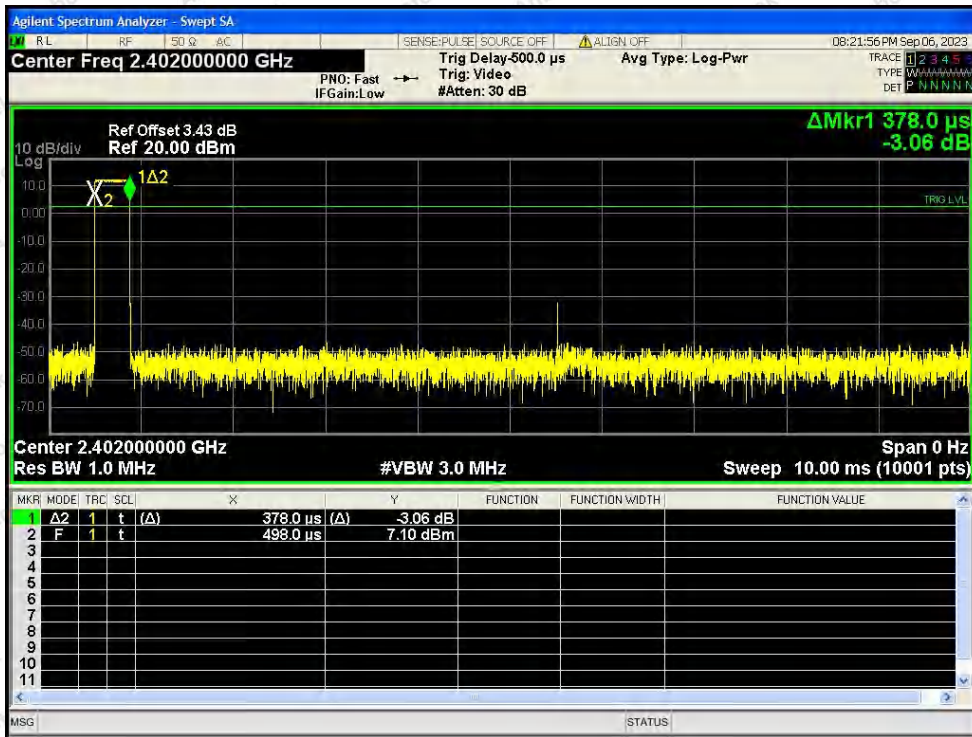 Agilent Spectrum Analyzer - Swept SA
RL RF 50 Ω AC SENSE:PULSE SOURCE OFF ALIGN OFF 08:21:56 PM Sep 06, 2023
Center Freq 2.402000000 GHz Trig Delay-500.0 µs Avg Type: Log-Pwr TRACE 1 2 3 4 5
PNO: Fast Trig: Video TYPE
IFGain:Low #Atten: 30 dB DET P N N N N N
ΔMkr1 378.0 µs
-3.06 dB
Ref Offset 3.43 dB
10 dB/div Ref 20.00 dBm
Log
1Δ2
10.0
2
TRIG LVL
0.00
-10.0
-20.0
-30.0
-40.0
-50.0
-60.0
-70.0
Center 2.402000000 GHz Span 0 Hz
Res BW 1.0 MHz #VBW 3.0 MHz Sweep 10.00 ms (10001 pts)
MKR MODE TRC SCL X Y FUNCTION FUNCTION WIDTH FUNCTION VALUE
1 Δ2 1 t (Δ) 378.0 µs (Δ) -3.06 dB
2 F 1 t 498.0 µs 7.10 dBm
3
4
5
6
7
8
9
10
11
MSG STATUS